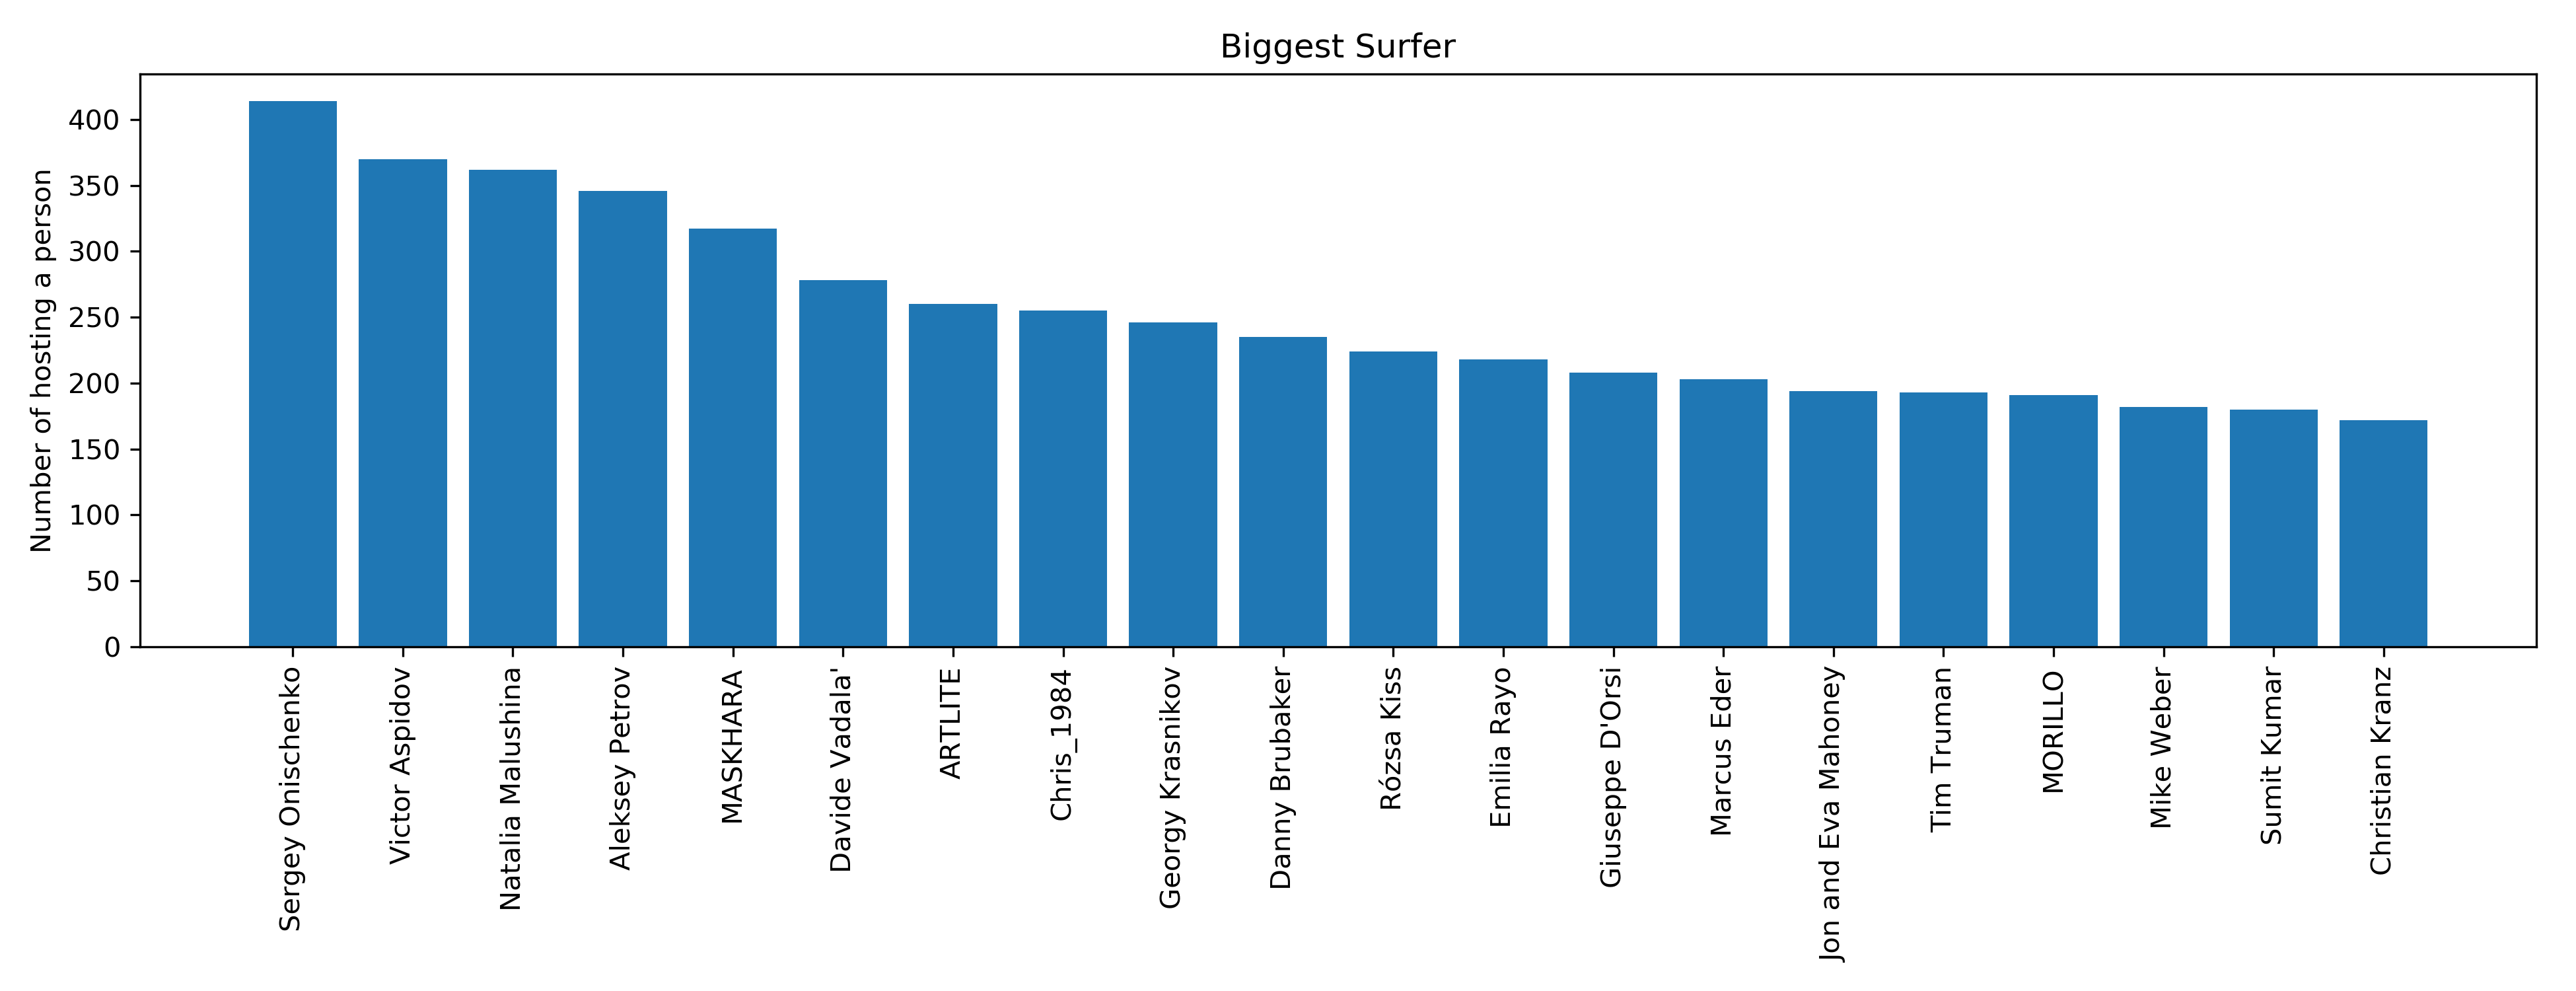 Biggest Surfer
Number of hosting a person
400
350
300
250
200
150
100
50
0
Sergey Onischenko
Victor Aspidov
Natalia Malushina
Aleksey Petrov
MASKHARA
Davide Vadala'
ARTLITE
Chris_1984
Georgy Krasnikov
Danny Brubaker
Rózsa Kiss
Emilia Rayo
Giuseppe D'Orsi
Marcus Eder
Jon and Eva Mahoney
Tim Truman
MORILLO
Mike Weber
Sumit Kumar
Christian Kranz